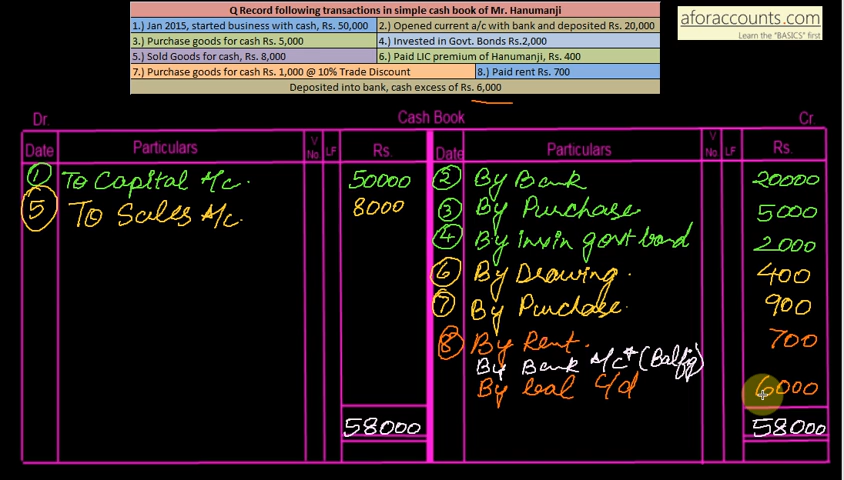 Q Record following transactions in simple cash book of Mr. Hanumanji
1.) Jan 2015, started business with cash, Rs. 50,000 2.) Opened current a/c with bank and deposited Rs. 20,000
3.) Purchase goods for cash Rs. 5,000 4.) Invested in Govt. Bonds Rs.2,000
5.) Sold Goods for cash, Rs. 8,000 6.) Paid LIC premium of Hanumanji, Rs. 400
7.) Purchase goods for cash Rs. 1,000 @ 10% Trade Discount 8.) Paid rent Rs. 700
Deposited into bank, cash excess of Rs. 6,000
aforaccounts.com
Learn the "BASICS" first
Dr. Cash Book Cr.
Date Particulars V No LF Rs. Date Particulars V No LF Rs.
1 To Capital A/c. 50000 2 By Bank 20000
5 To Sales A/c. 8000 3 By Purchase 5000
4 By Inv in govt bond 2000
6 By Drawing. 400
7 By Purchase. 900
8 By Rent. 700
By Bank A/c* (Balfig)
By bal C/d 6000
58000 58000